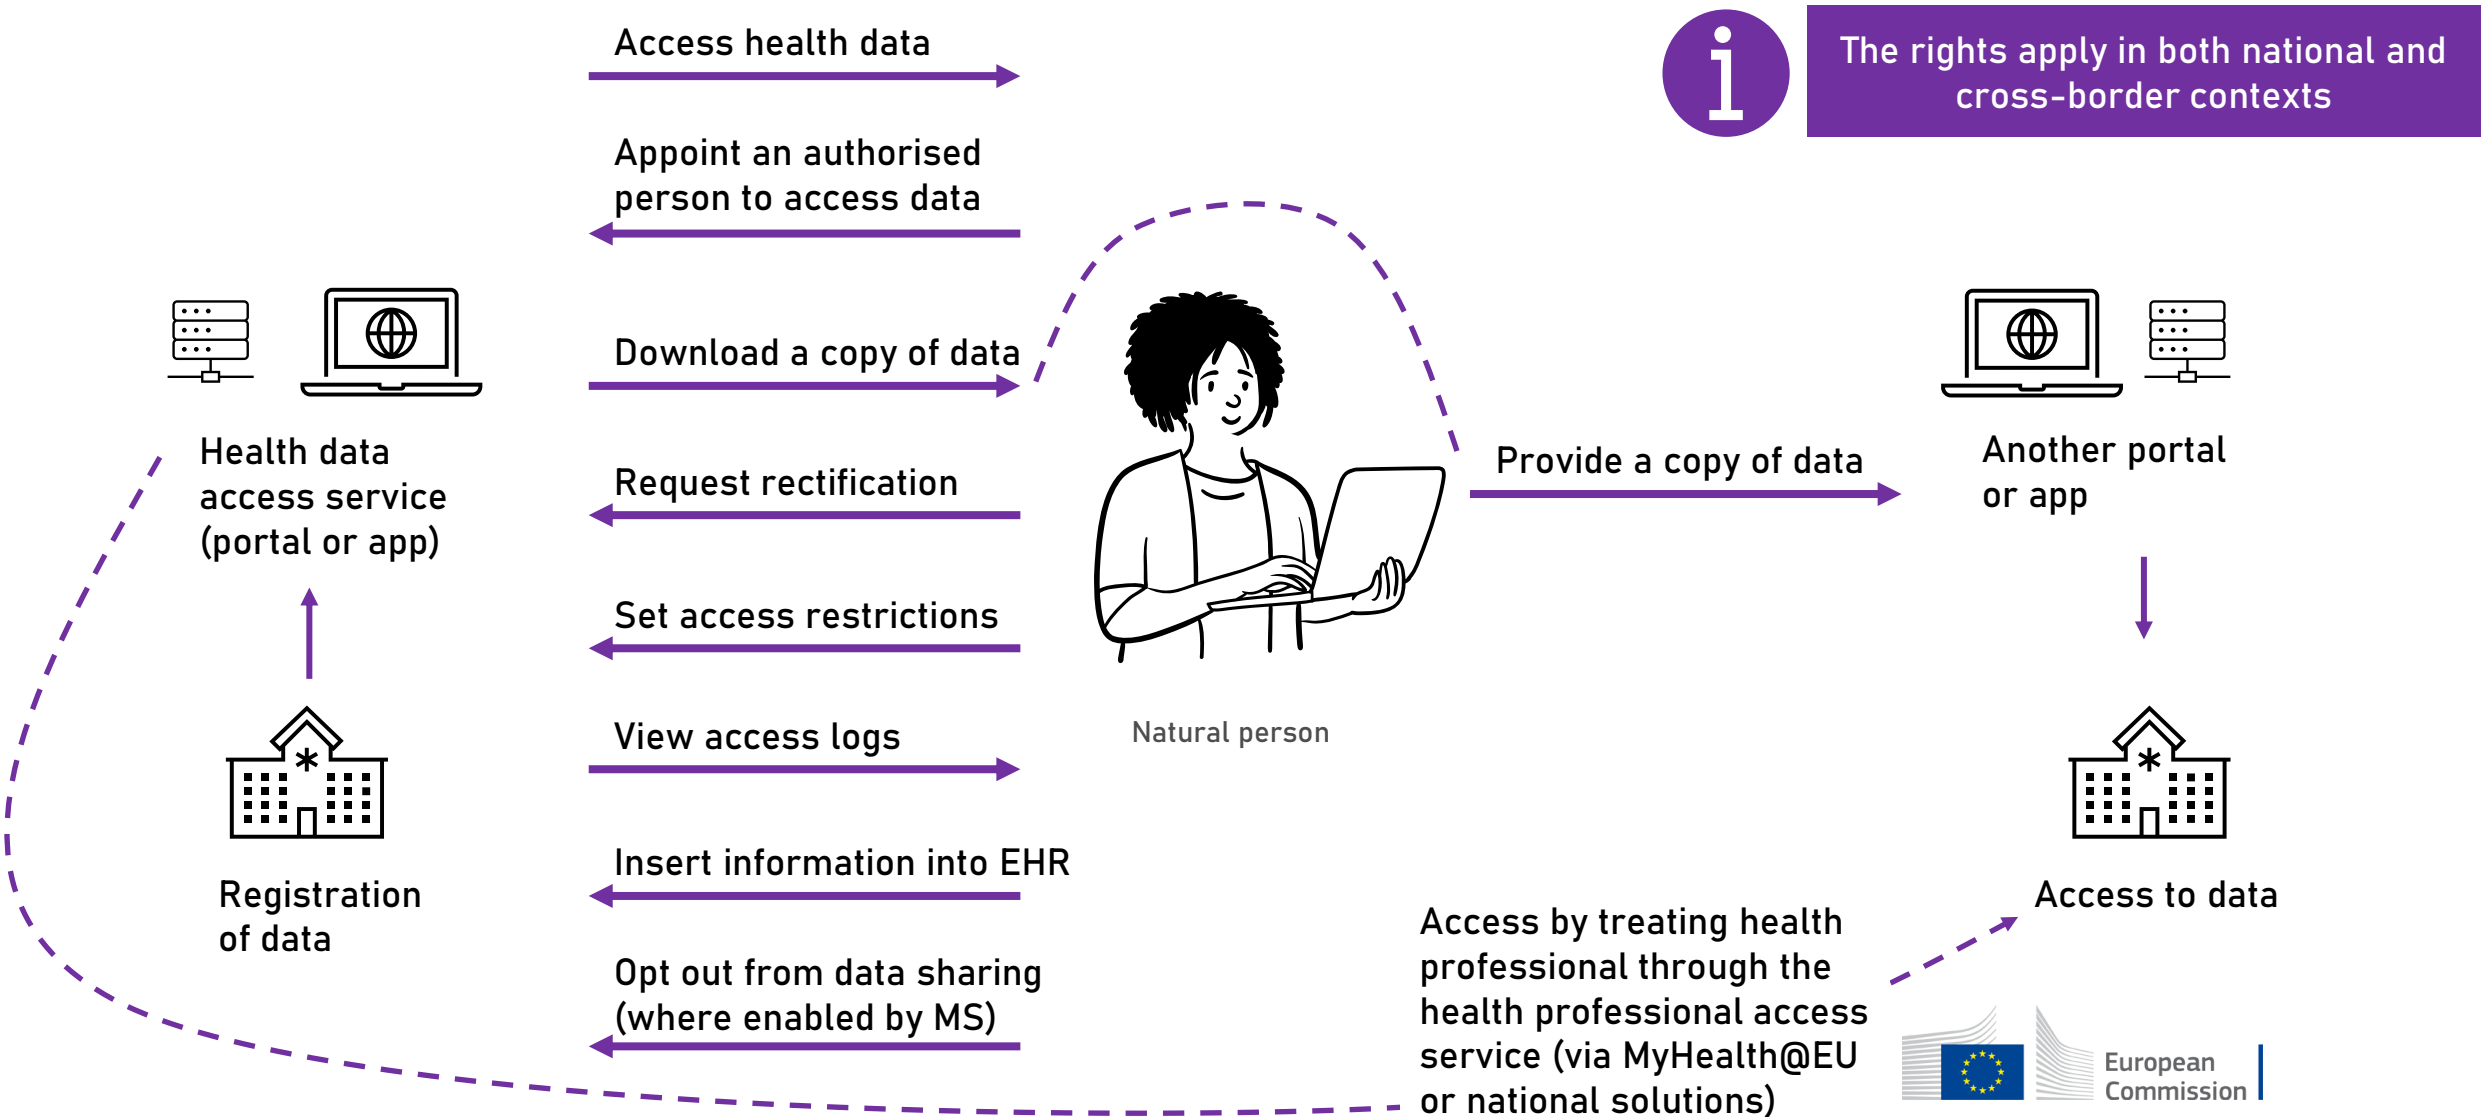 Access health data
The rights apply in both national and
cross-border contexts
Appoint an authorised
person to access data
Download a copy of data
Health data
access service
(portal or app)
Request rectification
Provide a copy of data
Another portal
or app
Set access restrictions
View access logs
Natural person
Insert information into EHR
Registration
of data
Access to data
Opt out from data sharing
(where enabled by MS)
Access by treating health
professional through the
health professional access
service (via MyHealth@EU
or national solutions)
European
Commission